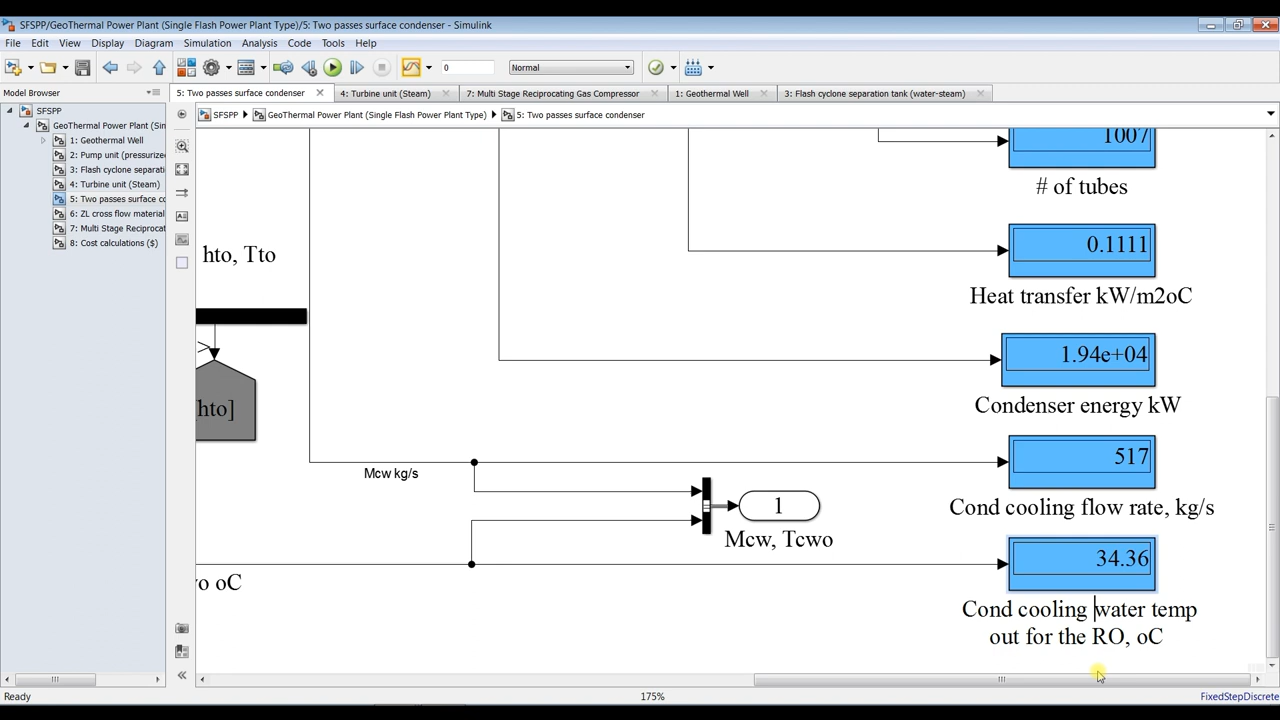 SFSPP/GeoThermal Power Plant (Single Flash Power Plant Type)/5: Two passes surface condenser - Simulink
File Edit View Display Diagram Simulation Analysis Code Tools Help
0 Normal
Model Browser
5: Two passes surface condenser 4: Turbine unit (Steam) 7: Multi Stage Reciprocating Gas Compressor 1: Geothermal Well 3: Flash cyclone separation tank (water-steam)
SFSPP GeoThermal Power Plant (Single Flash Power Plant Type) 5: Two passes surface condenser
SFSPP
GeoThermal Power Plant (Sin
1: Geothermal Well
2: Pump unit (pressurize
3: Flash cyclone separati
4: Turbine unit (Steam)
5: Two passes surface co
6: ZL cross flow material
7: Multi Stage Reciprocat
8: Cost calculations ($)
1007
# of tubes
hto, Tto
0.1111
Heat transfer kW/m2oC
>
hto]
1.94e+04
Condenser energy kW
Mcw kg/s
517
Cond cooling flow rate, kg/s
1
Mcw, Tcwo
vo oC
34.36
Cond cooling water temp
out for the RO, oC
Ready 175% FixedStepDiscrete